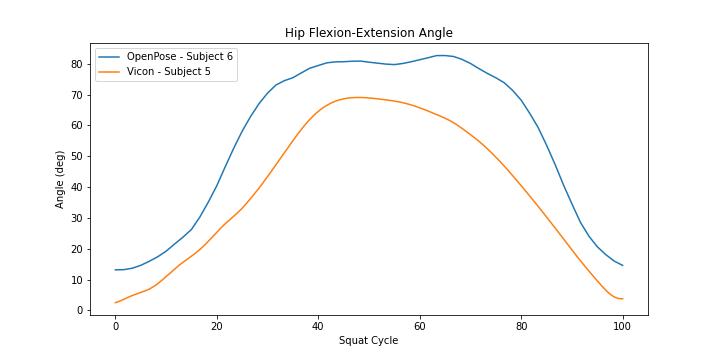 Hip Flexion-Extension Angle
OpenPose - Subject 6
Vicon - Subject 5
Angle (deg)
80
70
60
50
40
30
20
10
0
0 20 40 60 80 100
Squat Cycle